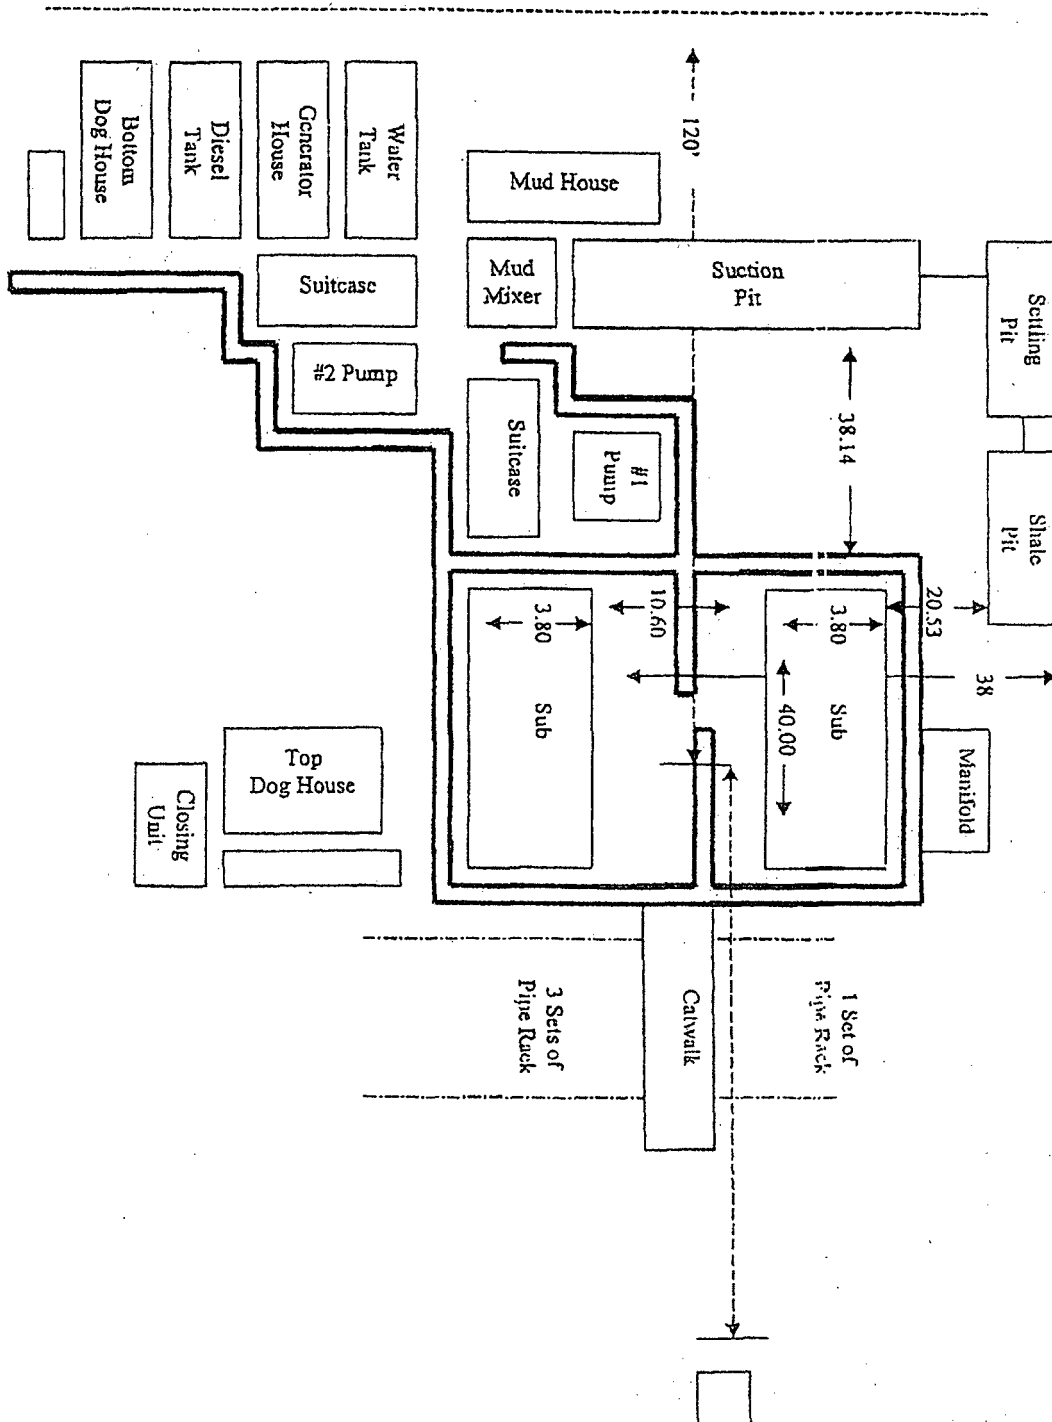 120'
Bottom
Dog House
Diesel
Tank
Generator
House
Water
Tank
Mud House
Suitcase
Mud
Mixer
Suction
Pit
Settling
Pit
#2 Pump
Suitcase
#1
Pump
38.14
Shale
Pit
3.80
10.60
3.80
20.53
38
Sub
40.00
Sub
Manifold
Top
Dog House
Closing
Unit
3 Sets of
Pipe Rack
Catwalk
1 Set of
Pipe Rack